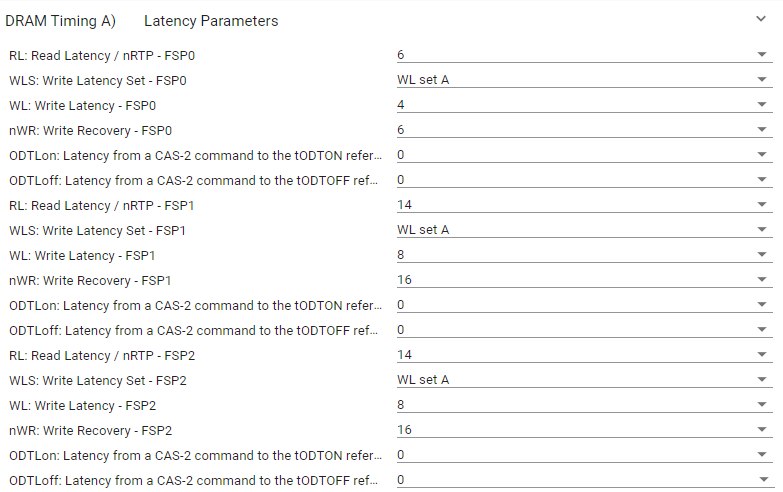 DRAM Timing A) Latency Parameters
RL: Read Latency / nRTP - FSP0 6
WLS: Write Latency Set - FSP0 WL set A
WL: Write Latency - FSP0 4
nWR: Write Recovery - FSP0 6
ODTLon: Latency from a CAS-2 command to the tODTON refer... 0
ODTLoff: Latency from a CAS-2 command to the tODTOFF ref... 0
RL: Read Latency / nRTP - FSP1 14
WLS: Write Latency Set - FSP1 WL set A
WL: Write Latency - FSP1 8
nWR: Write Recovery - FSP1 16
ODTLon: Latency from a CAS-2 command to the tODTON refer... 0
ODTLoff: Latency from a CAS-2 command to the tODTOFF ref... 0
RL: Read Latency / nRTP - FSP2 14
WLS: Write Latency Set - FSP2 WL set A
WL: Write Latency - FSP2 8
nWR: Write Recovery - FSP2 16
ODTLon: Latency from a CAS-2 command to the tODTON refer... 0
ODTLoff: Latency from a CAS-2 command to the tODTOFF ref... 0